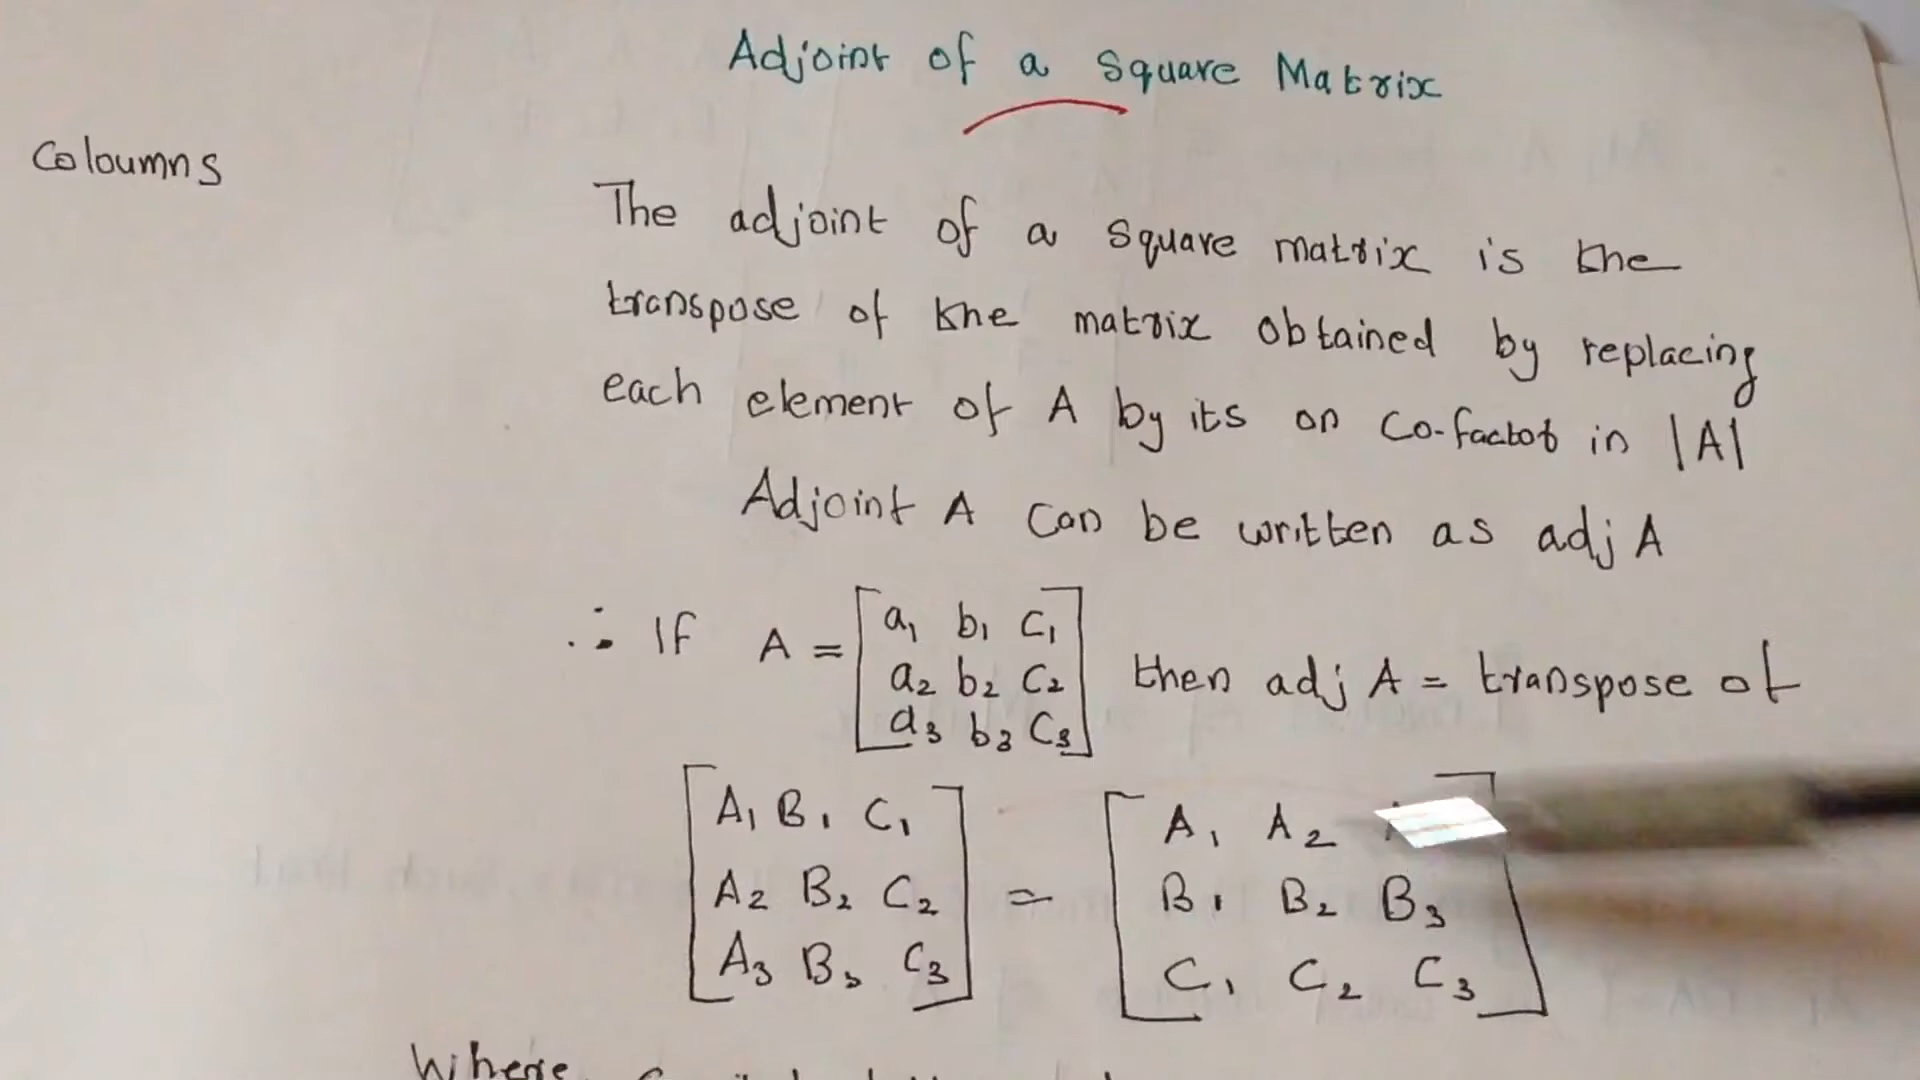 Adjoint of a Square Matrix
Coloumns
The adjoint of a square matrix is the
transpose of the matrix obtained by replacing
each element of A by its on Co-factor in |A|
Adjoint A can be written as adj A
∴ If A = [a₁ b₁ c₁
a₂ b₂ c₂
a₃ b₃ c₃] then adj A = transpose of
[A₁ B₁ C₁
A₂ B₂ C₂
A₃ B₃ C₃] = [A₁ A₂
B₁ B₂ B₃
C₁ C₂ C₃]
Where